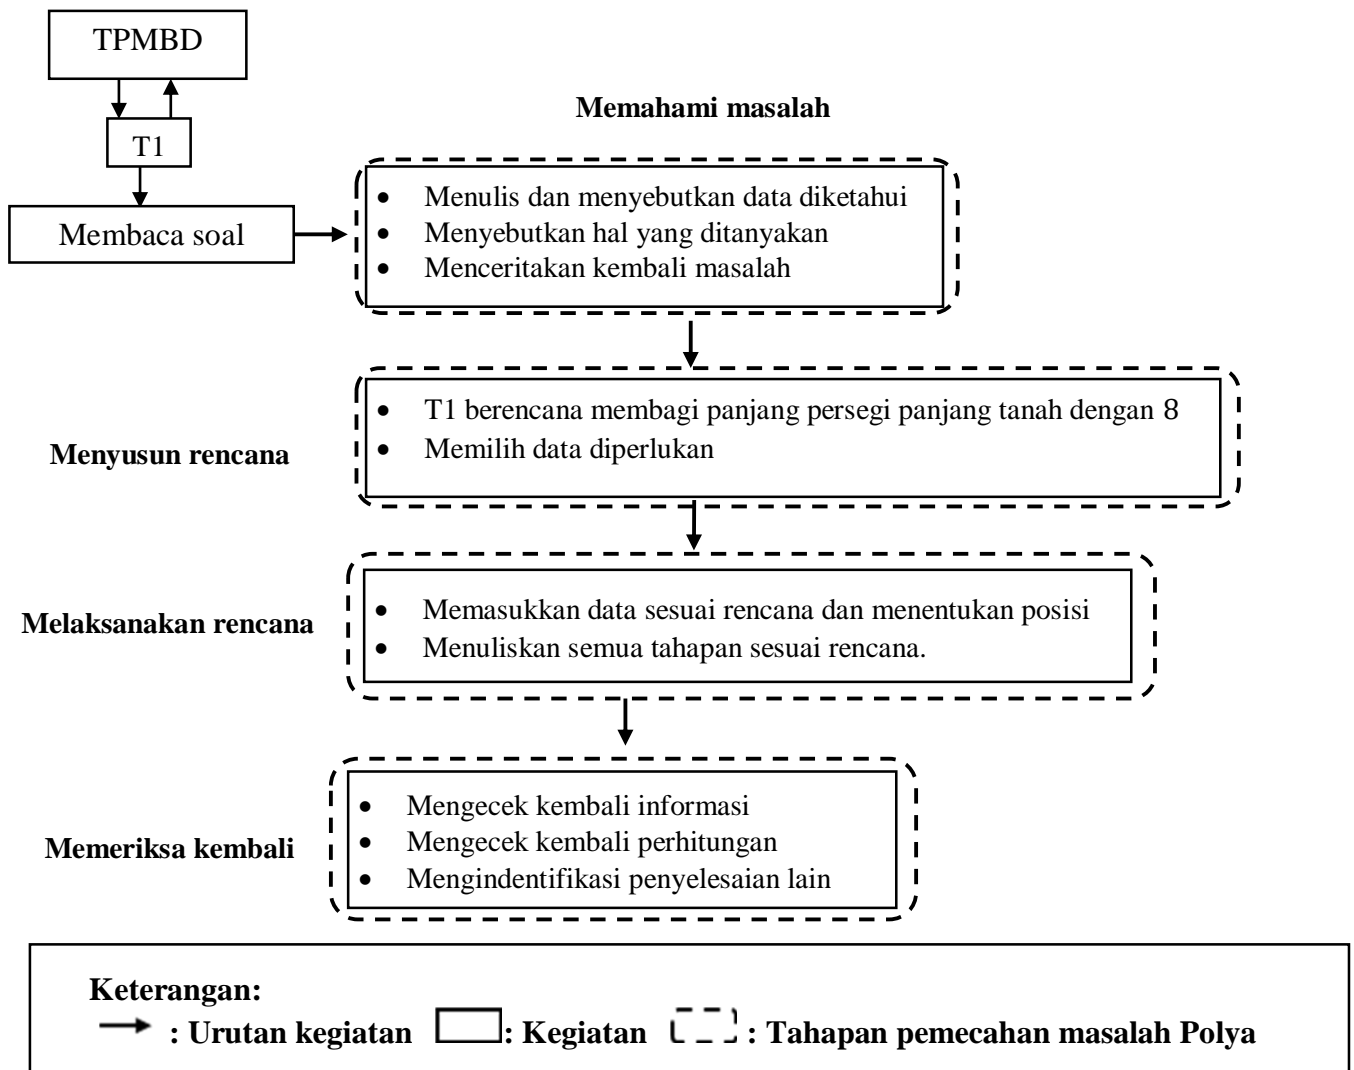 TPMBD
T1
Membaca soal
Memahami masalah
• Menulis dan menyebutkan data diketahui
• Menyebutkan hal yang ditanyakan
• Menceritakan kembali masalah
Menyusun rencana
• T1 berencana membagi panjang persegi panjang tanah dengan 8
• Memilih data diperlukan
Melaksanakan rencana
• Memasukkan data sesuai rencana dan menentukan posisi
• Menuliskan semua tahapan sesuai rencana.
Memeriksa kembali
• Mengecek kembali informasi
• Mengecek kembali perhitungan
• Mengindentifikasi penyelesaian lain
Keterangan:
: Urutan kegiatan : Kegiatan : Tahapan pemecahan masalah Polya